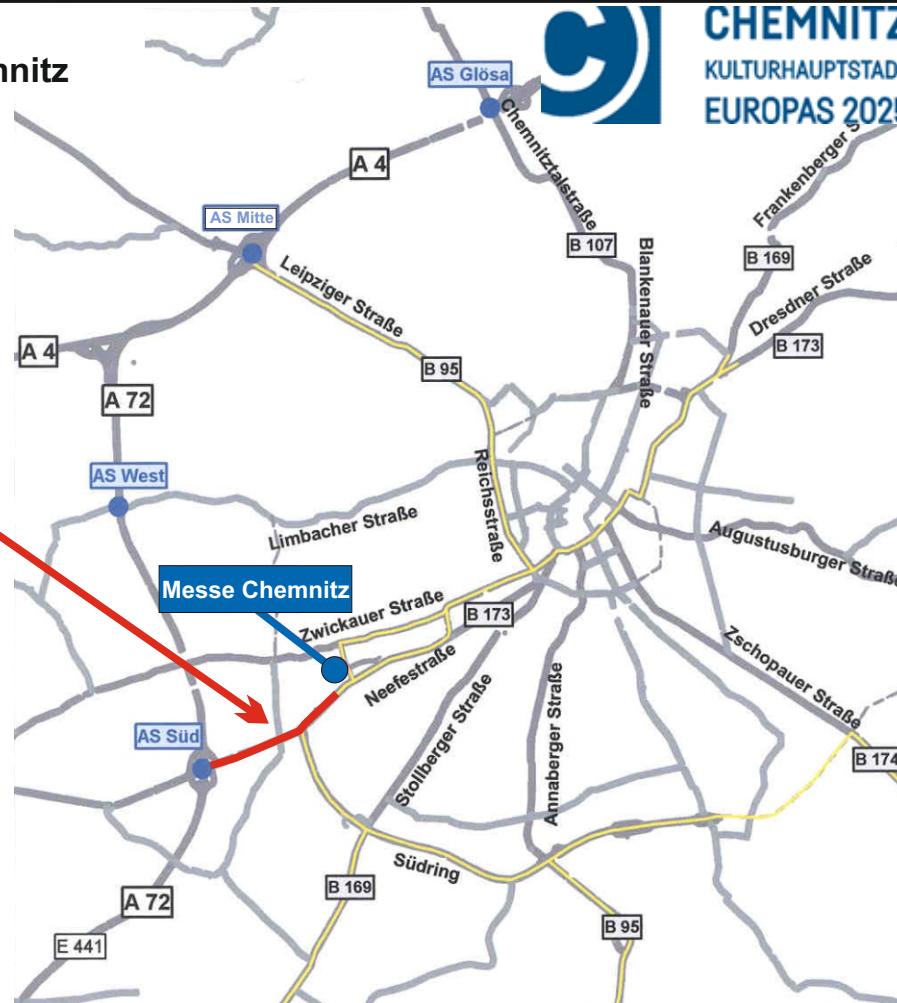 mnitz
CHEMNITZ
KULTURHAUPTSTAD
EUROPAS 2025
AS Glösa
Chemnitztalstraße
Frankenberger S
A 4
AS Mitte
B 107
Blankenauer Straße
B 169
Leipziger Straße
Dresdner Straße
B 173
A 4
B 95
A 72
Reichsstraße
AS West
Limbacher Straße
Augustusburger Straße
Messe Chemnitz
Zwickauer Straße
B 173
Neefestraße
Zschopauer Straße
Stollberger Straße
Annaberger Straße
AS Süd
B 174
Südring
B 169
A 72
B 95
E 441